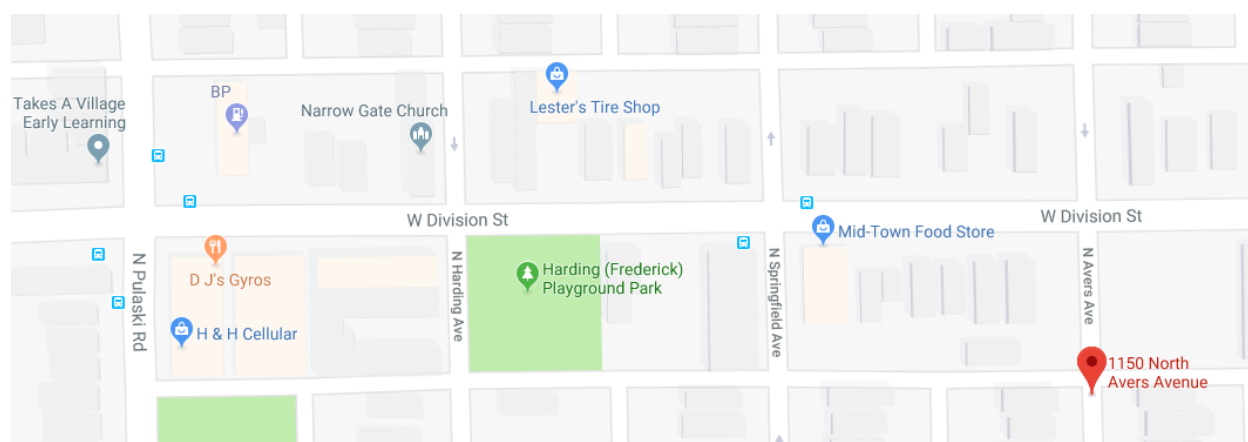 BP
Lester's Tire Shop
Takes A Village
Early Learning
Narrow Gate Church
W Division St
W Division St
Mid-Town Food Store
N Pulaski Rd
D J's Gyros
N Harding Ave
Harding (Frederick)
Playground Park
N Springfield Ave
N Avers Ave
H & H Cellular
1150 North
Avers Avenue